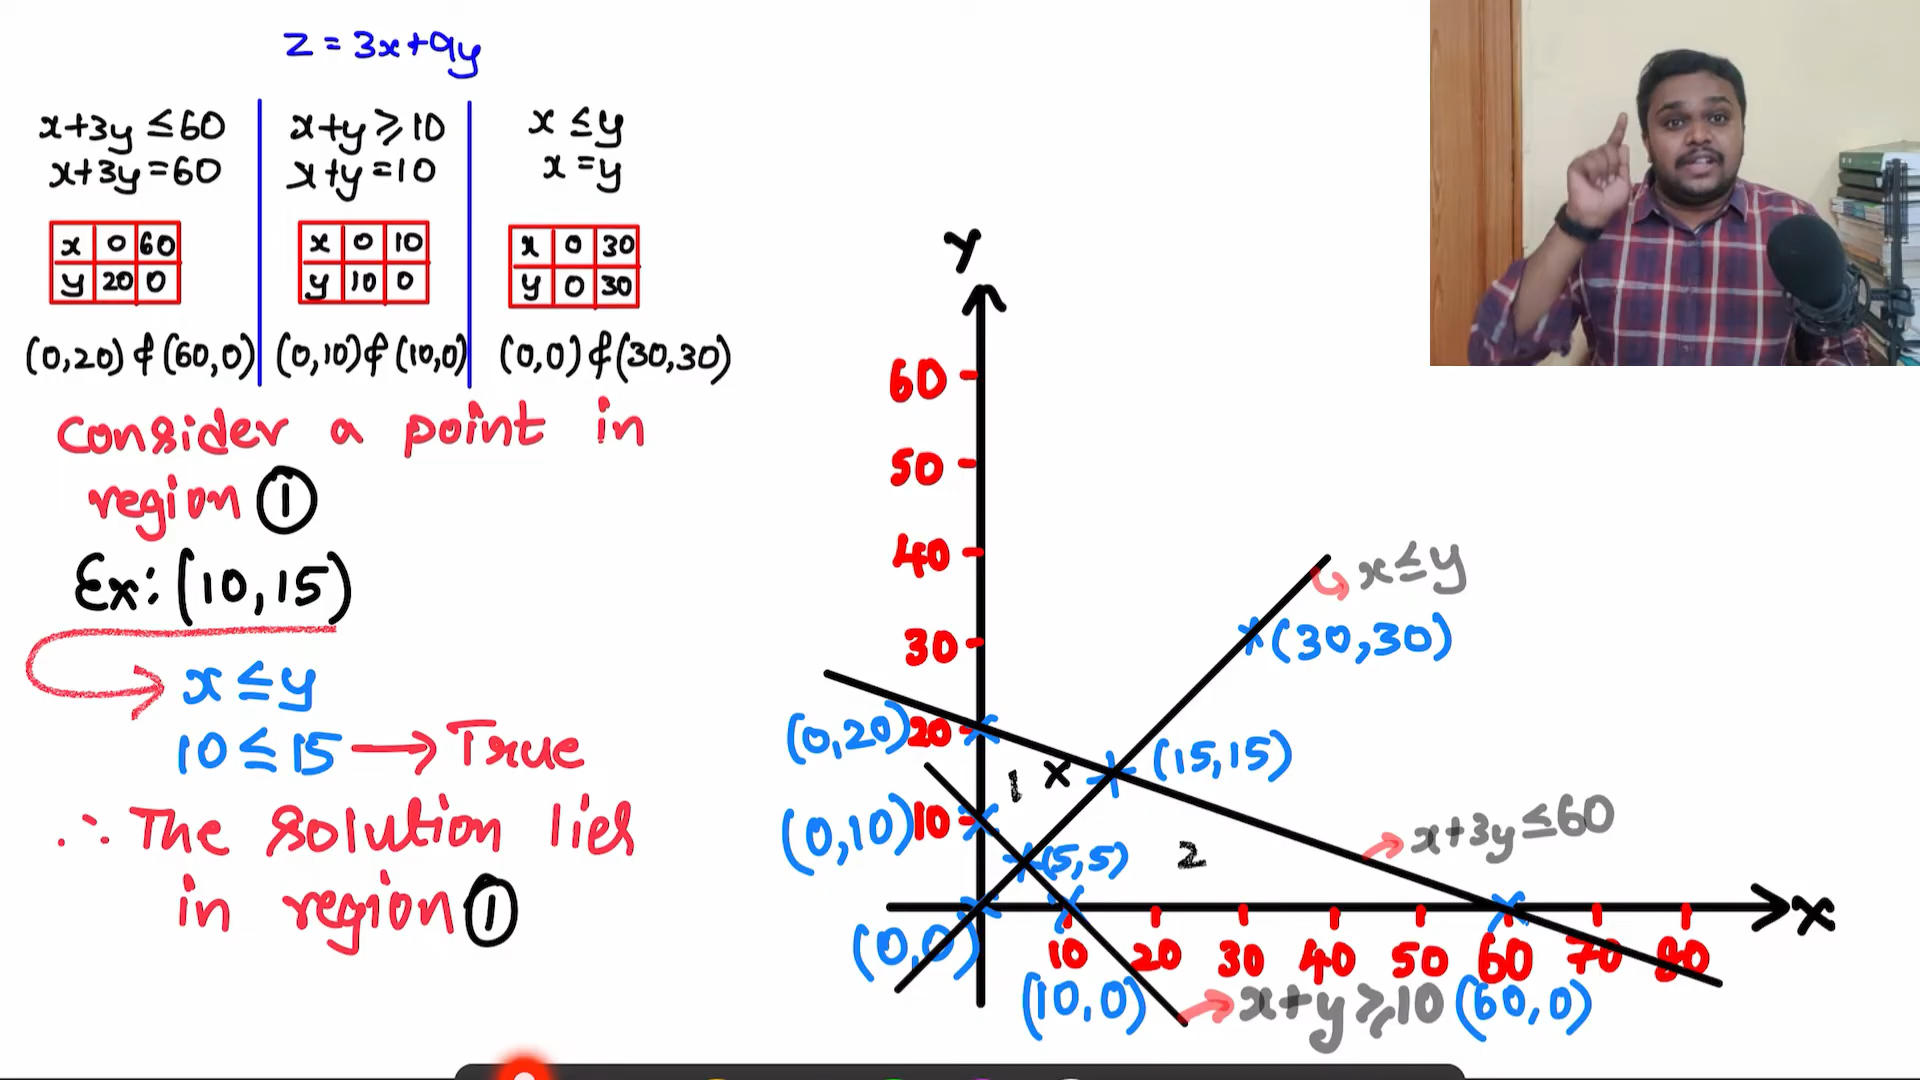 z = 3x+9y
x+3y ≤ 60
x+3y = 60
x 0 60
y 20 0
(0,20) & (60,0)
x+y ≥ 10
x+y = 10
x 0 10
y 10 0
(0,10) & (10,0)
x ≤ y
x = y
x 0 30
y 0 30
(0,0) & (30,30)
Consider a point in
region ①
Ex: (10,15)
x ≤ y
10 ≤ 15 → True
∴ The solution lies
in region ①
Y
60
50
40
30
20
10
(0,20)
(0,10)
(0,0)
x ≤ y
(30,30)
(15,15)
1 x
(5,5)
2
x+3y ≤ 60
X
10 20 30 40 50 60 70 80
(10,0)
x+y ≥ 10
(60,0)